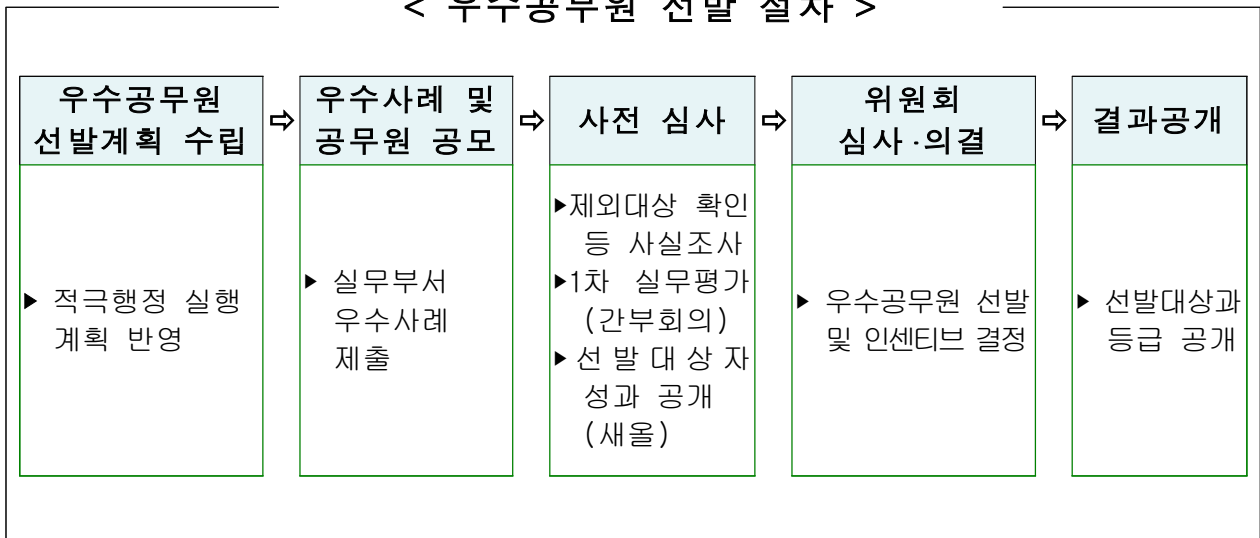 < 우수공무원 선발 절차 >
우수공무원
선발계획 수립
⇨
우수사례 및
공무원 공모
⇨
사전 심사
⇨
위원회
심사·의결
⇨
결과공개
▶ 적극행정 실행
계획 반영
▶ 실무부서
우수사례
제출
▶제외대상 확인
등 사실조사
▶1차 실무평가
(간부회의)
▶선발대상자
성과 공개
(새올)
▶ 우수공무원 선발
및 인센티브 결정
▶ 선발대상과
등급 공개